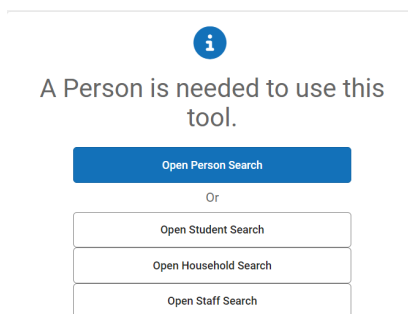 A Person is needed to use this
tool.
Open Person Search
Or
Open Student Search
Open Household Search
Open Staff Search